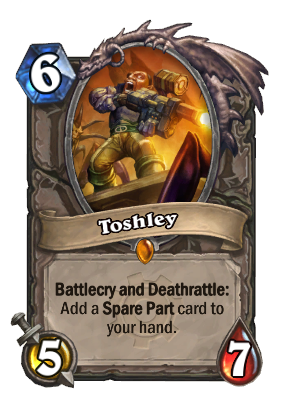 6
Toshley
Battlecry and Deathrattle:
Add a Spare Part card to
your hand.
5
7